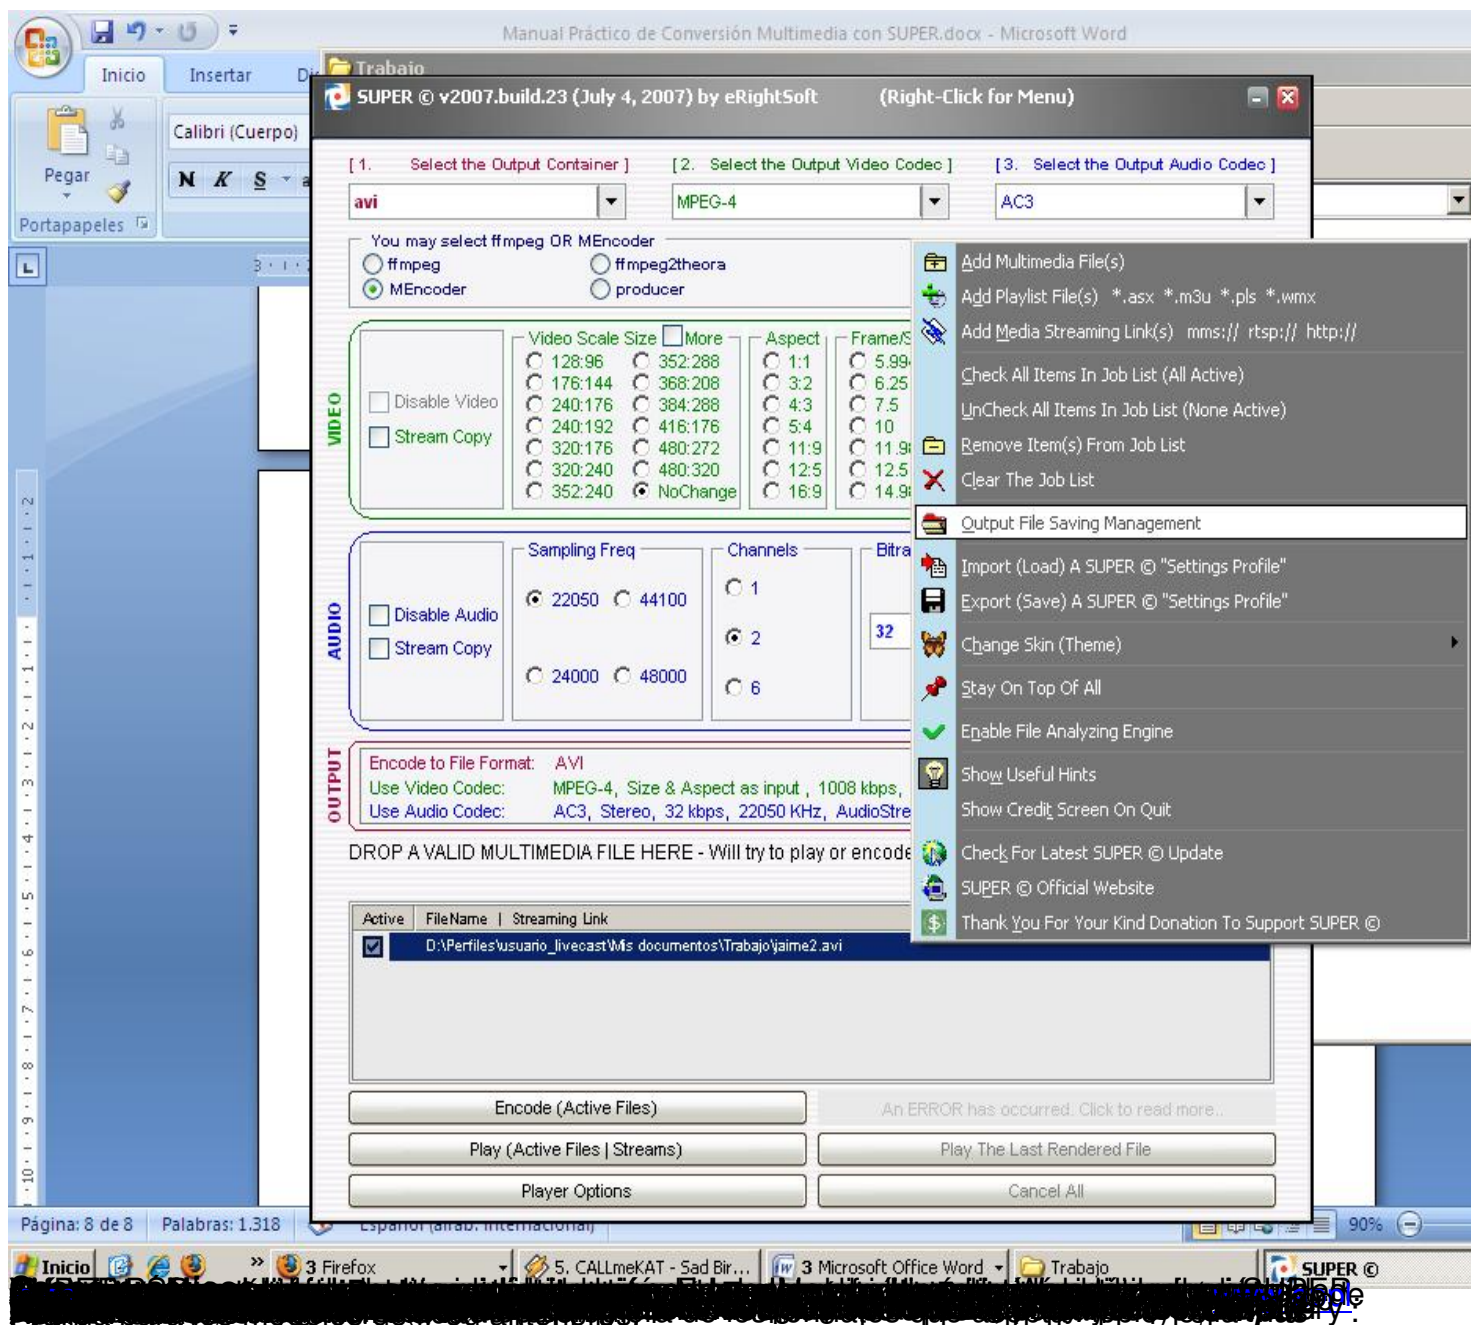 Manual Práctico de Conversión Multimedia con SUPER.docx - Microsoft Word
Inicio Insertar
Trabajo
Calibri (Cuerpo)
Pegar
N K S
Portapapeles
SUPER © v2007.build.23 (July 4, 2007) by eRightSoft (Right-Click for Menu)
[ 1. Select the Output Container ] [ 2. Select the Output Video Codec ] [ 3. Select the Output Audio Codec ]
avi MPEG-4 AC3
You may select ffmpeg OR MEncoder
ffmpeg ffmpeg2theora
MEncoder producer
VIDEO
Disable Video
Stream Copy
Video Scale Size More
128:96 352:288
176:144 368:208
240:176 384:288
240:192 416:176
320:176 480:272
320:240 480:320
352:240 NoChange
Aspect
1:1
3:2
4:3
5:4
11:9
12:5
16:9
Frame/S
5.99
6.25
7.5
10
11.98
12.5
14.98
AUDIO
Disable Audio
Stream Copy
Sampling Freq
22050 44100
24000 48000
Channels
1
2
6
Bitra
32
OUTPUT
Encode to File Format: AVI
Use Video Codec: MPEG-4, Size & Aspect as input , 1008 kbps,
Use Audio Codec: AC3, Stereo, 32 kbps, 22050 KHz, AudioStre
DROP A VALID MULTIMEDIA FILE HERE - Will try to play or encode
Active FileName | Streaming Link
D:\Perfiles\usuario_livecast\Mis documentos\Trabajo\jaime2.avi
Encode (Active Files) An ERROR has occurred. Click to read more..
Play (Active Files | Streams) Play The Last Rendered File
Player Options Cancel All
Add Multimedia File(s)
Add Playlist File(s) *.asx *.m3u *.pls *.wmx
Add Media Streaming Link(s) mms:// rtsp:// http://
Check All Items In Job List (All Active)
UnCheck All Items In Job List (None Active)
Remove Item(s) From Job List
Clear The Job List
Output File Saving Management
Import (Load) A SUPER © "Settings Profile"
Export (Save) A SUPER © "Settings Profile"
Change Skin (Theme)
Stay On Top Of All
Enable File Analyzing Engine
Show Useful Hints
Show Credit Screen On Quit
Check For Latest SUPER © Update
SUPER © Official Website
Thank You For Your Kind Donation To Support SUPER ©
Página: 8 de 8 Palabras: 1.318 Español (alfab. internacional) 90%
Inicio » 3 Firefox 5. CALLmeKAT - Sad Bir... 3 Microsoft Office Word Trabajo SUPER ©